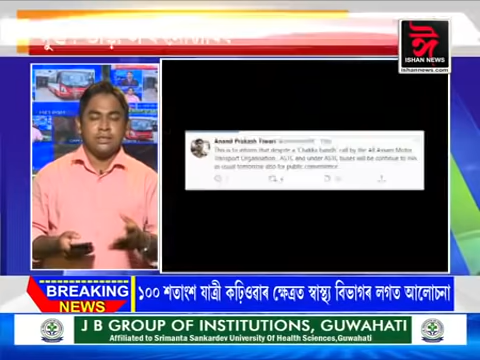 ঈ
ISHAN NEWS
ishannews.com
Anand Prakash Tiwari
This is to inform that despite a 'Chakka bandh' call by the All Assam Motor
Transport Organisation , ASTC and under ASTC buses will be continue to run
as usual tomorrow also for public convenience
BREAKING
NEWS
১০০ শতাংশ যাত্ৰী কঢ়িওৱাৰ ক্ষেত্ৰত স্বাস্থ্য বিভাগৰ লগত আলোচনা
J B GROUP OF INSTITUTIONS, GUWAHATI
Affiliated to Srimanta Sankardev University Of Health Sciences,Guwahati